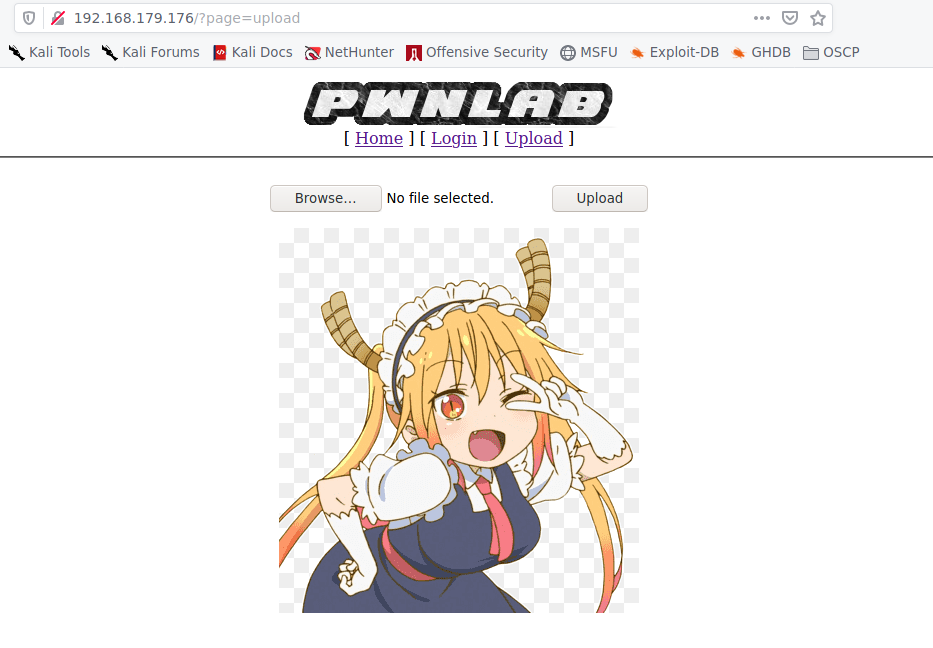 192.168.179.176/?page=upload
Kali Tools Kali Forums Kali Docs NetHunter Offensive Security MSFU Exploit-DB GHDB OSCP
PWNLAB
[ Home ] [ Login ] [ Upload ]
Browse... No file selected. Upload